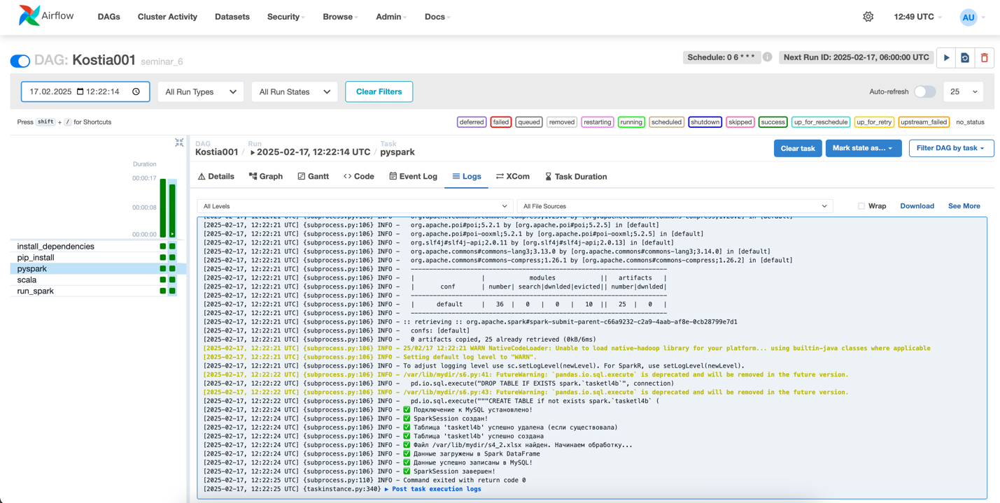 Airflow DAGs Cluster Activity Datasets Security Browse Admin Docs 12:49 UTC AU
DAG: Kostia001 seminar_6 Schedule: 0 6 * * * Next Run ID: 2025-02-17, 06:00:00 UTC
17.02.2025 12:22:14 All Run Types All Run States Clear Filters Auto-refresh 25
Press shift + / for Shortcuts deferred failed queued removed restarting running scheduled shutdown skipped success up_for_reschedule up_for_retry upstream_failed no_status
DAG Run Task
Kostia001 / 2025-02-17, 12:22:14 UTC / pyspark Clear task Mark state as... Filter DAG by task
Duration
00:00:17
00:00:08
00:00:00
install_dependencies
pip_install
pyspark
scala
run_spark
Details Graph Gantt Code Event Log Logs XCom Task Duration
All Levels All File Sources Wrap Download See More
[2025-02-17, 12:22:21 UTC] {subprocess.py:106} INFO - org.apache.poi#poi;5.2.1 by [org.apache.poi#poi;5.2.5] in [default]
[2025-02-17, 12:22:21 UTC] {subprocess.py:106} INFO - org.apache.poi#poi-ooxml;5.2.1 by [org.apache.poi#poi-ooxml;5.2.5] in [default]
[2025-02-17, 12:22:21 UTC] {subprocess.py:106} INFO - org.slf4j#slf4j-api;2.0.11 by [org.slf4j#slf4j-api;2.0.13] in [default]
[2025-02-17, 12:22:21 UTC] {subprocess.py:106} INFO - org.apache.commons#commons-lang3;3.13.0 by [org.apache.commons#commons-lang3;3.14.0] in [default]
[2025-02-17, 12:22:21 UTC] {subprocess.py:106} INFO - org.apache.commons#commons-compress;1.26.1 by [org.apache.commons#commons-compress;1.26.2] in [default]
[2025-02-17, 12:22:21 UTC] {subprocess.py:106} INFO - ---------------------------------------------------------------------
[2025-02-17, 12:22:21 UTC] {subprocess.py:106} INFO - | | modules || artifacts |
[2025-02-17, 12:22:21 UTC] {subprocess.py:106} INFO - | conf | number| search|dwnlded|evicted|| number|dwnlded|
[2025-02-17, 12:22:21 UTC] {subprocess.py:106} INFO - ---------------------------------------------------------------------
[2025-02-17, 12:22:21 UTC] {subprocess.py:106} INFO - | default | 36 | 0 | 0 | 10 || 25 | 0 |
[2025-02-17, 12:22:21 UTC] {subprocess.py:106} INFO - ---------------------------------------------------------------------
[2025-02-17, 12:22:21 UTC] {subprocess.py:106} INFO - :: retrieving :: org.apache.spark#spark-submit-parent-c66a9232-c2a9-4aab-af8e-0cb28799e7d1
[2025-02-17, 12:22:21 UTC] {subprocess.py:106} INFO - confs: [default]
[2025-02-17, 12:22:21 UTC] {subprocess.py:106} INFO - 0 artifacts copied, 25 already retrieved (0kB/6ms)
[2025-02-17, 12:22:21 UTC] {subprocess.py:106} INFO - 25/02/17 12:22:21 WARN NativeCodeLoader: Unable to load native-hadoop library for your platform... using builtin-java classes where applicable
[2025-02-17, 12:22:21 UTC] {subprocess.py:106} INFO - Setting default log level to "WARN".
[2025-02-17, 12:22:21 UTC] {subprocess.py:106} INFO - To adjust logging level use sc.setLogLevel(newLevel). For SparkR, use setLogLevel(newLevel).
[2025-02-17, 12:22:22 UTC] {subprocess.py:106} INFO - /var/lib/mydir/s6.py:41: FutureWarning: `pandas.io.sql.execute` is deprecated and will be removed in the future version.
[2025-02-17, 12:22:22 UTC] {subprocess.py:106} INFO - pd.io.sql.execute("DROP TABLE IF EXISTS spark.`tasketl4b`", connection)
[2025-02-17, 12:22:22 UTC] {subprocess.py:106} INFO - /var/lib/mydir/s6.py:43: FutureWarning: `pandas.io.sql.execute` is deprecated and will be removed in the future version.
[2025-02-17, 12:22:22 UTC] {subprocess.py:106} INFO - pd.io.sql.execute("""CREATE TABLE if not exists spark.`tasketl4b` (
[2025-02-17, 12:22:24 UTC] {subprocess.py:106} INFO - ✅ Подключение к MySQL установлено!
[2025-02-17, 12:22:24 UTC] {subprocess.py:106} INFO - ✅ SparkSession создан!
[2025-02-17, 12:22:24 UTC] {subprocess.py:106} INFO - ✅ Таблица 'tasketl4b' успешно удалена (если существовала)
[2025-02-17, 12:22:24 UTC] {subprocess.py:106} INFO - ✅ Таблица 'tasketl4b' успешно создана
[2025-02-17, 12:22:24 UTC] {subprocess.py:106} INFO - ✅ Файл /var/lib/mydir/s4_2.xlsx найден. Начинаем обработку...
[2025-02-17, 12:22:24 UTC] {subprocess.py:106} INFO - ✅ Данные загружены в Spark DataFrame
[2025-02-17, 12:22:24 UTC] {subprocess.py:106} INFO - ✅ Данные успешно записаны в MySQL!
[2025-02-17, 12:22:24 UTC] {subprocess.py:106} INFO - ✅ SparkSession завершен!
[2025-02-17, 12:22:25 UTC] {subprocess.py:110} INFO - Command exited with return code 0
[2025-02-17, 12:22:25 UTC] {taskinstance.py:340} ▶ Post task execution logs